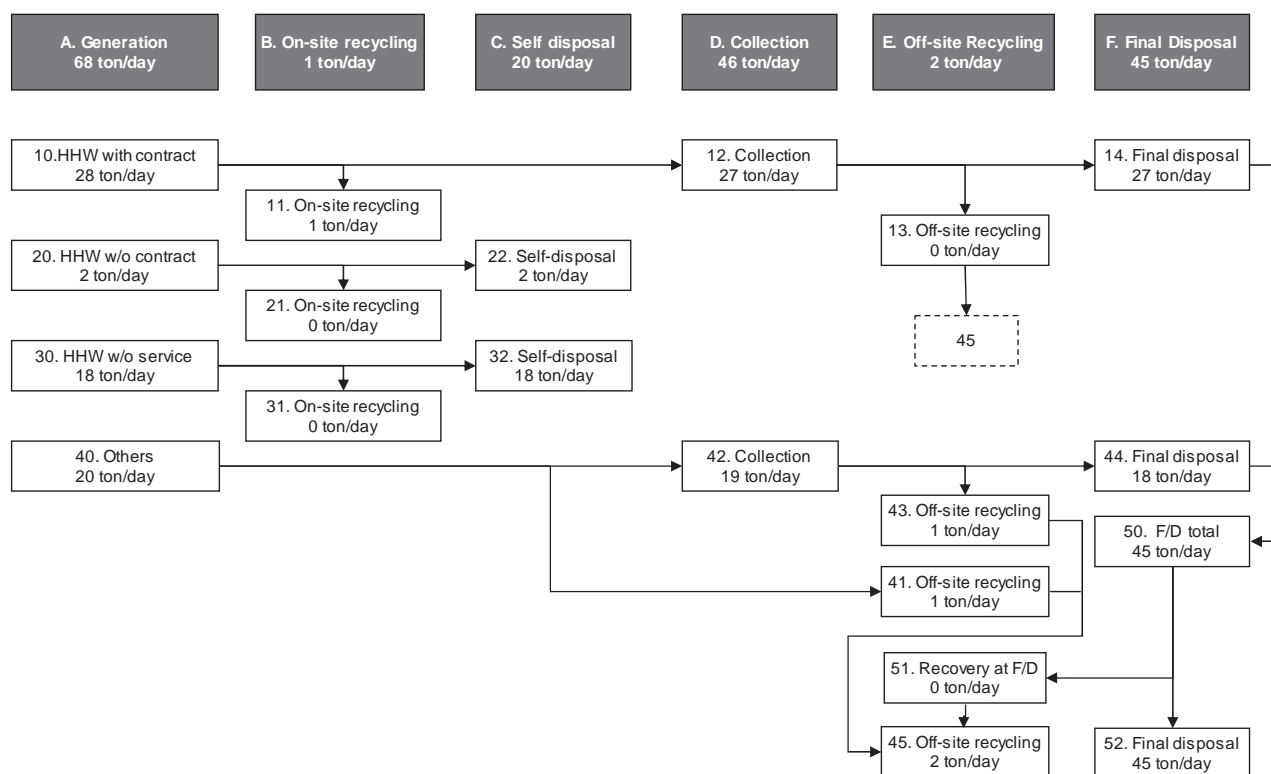 A. Generation
68 ton/day
B. On-site recycling
1 ton/day
C. Self disposal
20 ton/day
D. Collection
46 ton/day
E. Off-site Recycling
2 ton/day
F. Final Disposal
45 ton/day
10.HHW with contract
28 ton/day
12. Collection
27 ton/day
14. Final disposal
27 ton/day
11. On-site recycling
1 ton/day
13. Off-site recycling
0 ton/day
20. HHW w/o contract
2 ton/day
22. Self-disposal
2 ton/day
21. On-site recycling
0 ton/day
45
30. HHW w/o service
18 ton/day
32. Self-disposal
18 ton/day
31. On-site recycling
0 ton/day
40. Others
20 ton/day
42. Collection
19 ton/day
44. Final disposal
18 ton/day
43. Off-site recycling
1 ton/day
50. F/D total
45 ton/day
41. Off-site recycling
1 ton/day
51. Recovery at F/D
0 ton/day
45. Off-site recycling
2 ton/day
52. Final disposal
45 ton/day